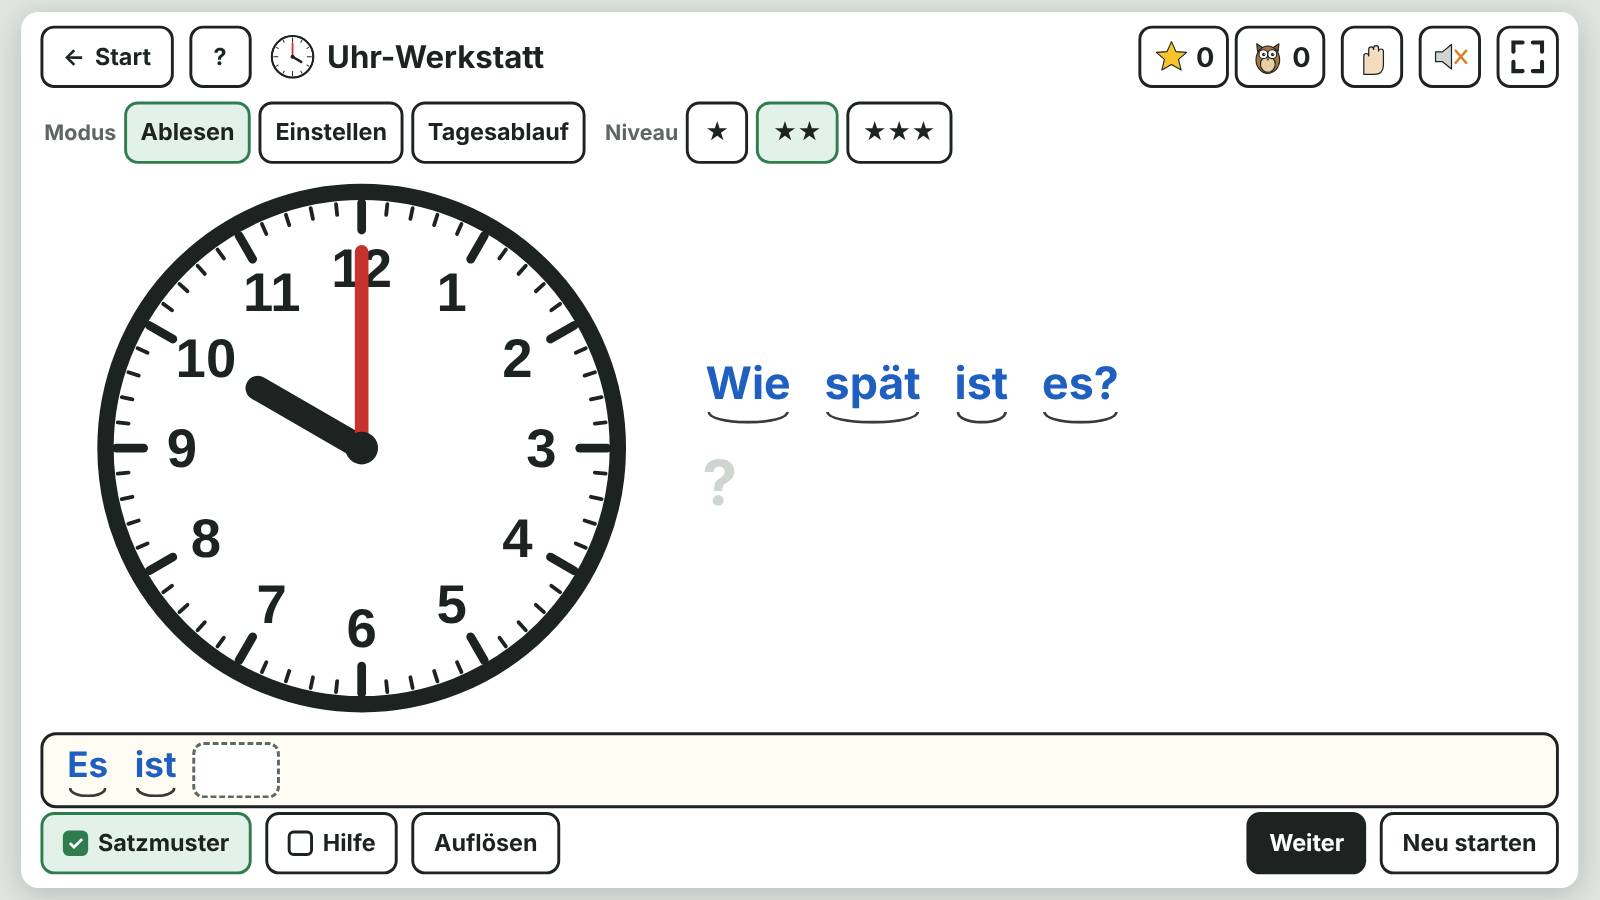 ← Start ? Uhr-Werkstatt 0 0
Modus Ablesen Einstellen Tagesablauf Niveau ★ ★★ ★★★
12
11 1
10 2
9 3
8 4
7 5
6
Wie spät ist es?
?
Es ist
Satzmuster Hilfe Auflösen Weiter Neu starten